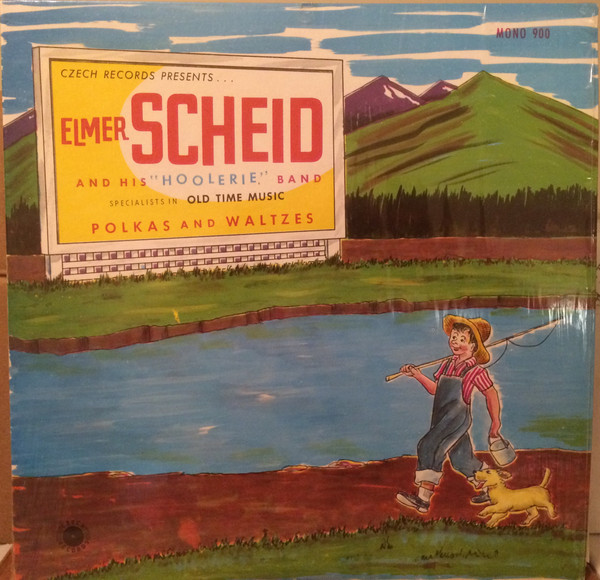 MONO 900
CZECH RECORDS PRESENTS...
ELMER SCHEID
AND HIS "HOOLERIE," BAND
SPECIALISTS IN OLD TIME MUSIC
POLKAS AND WALTZES